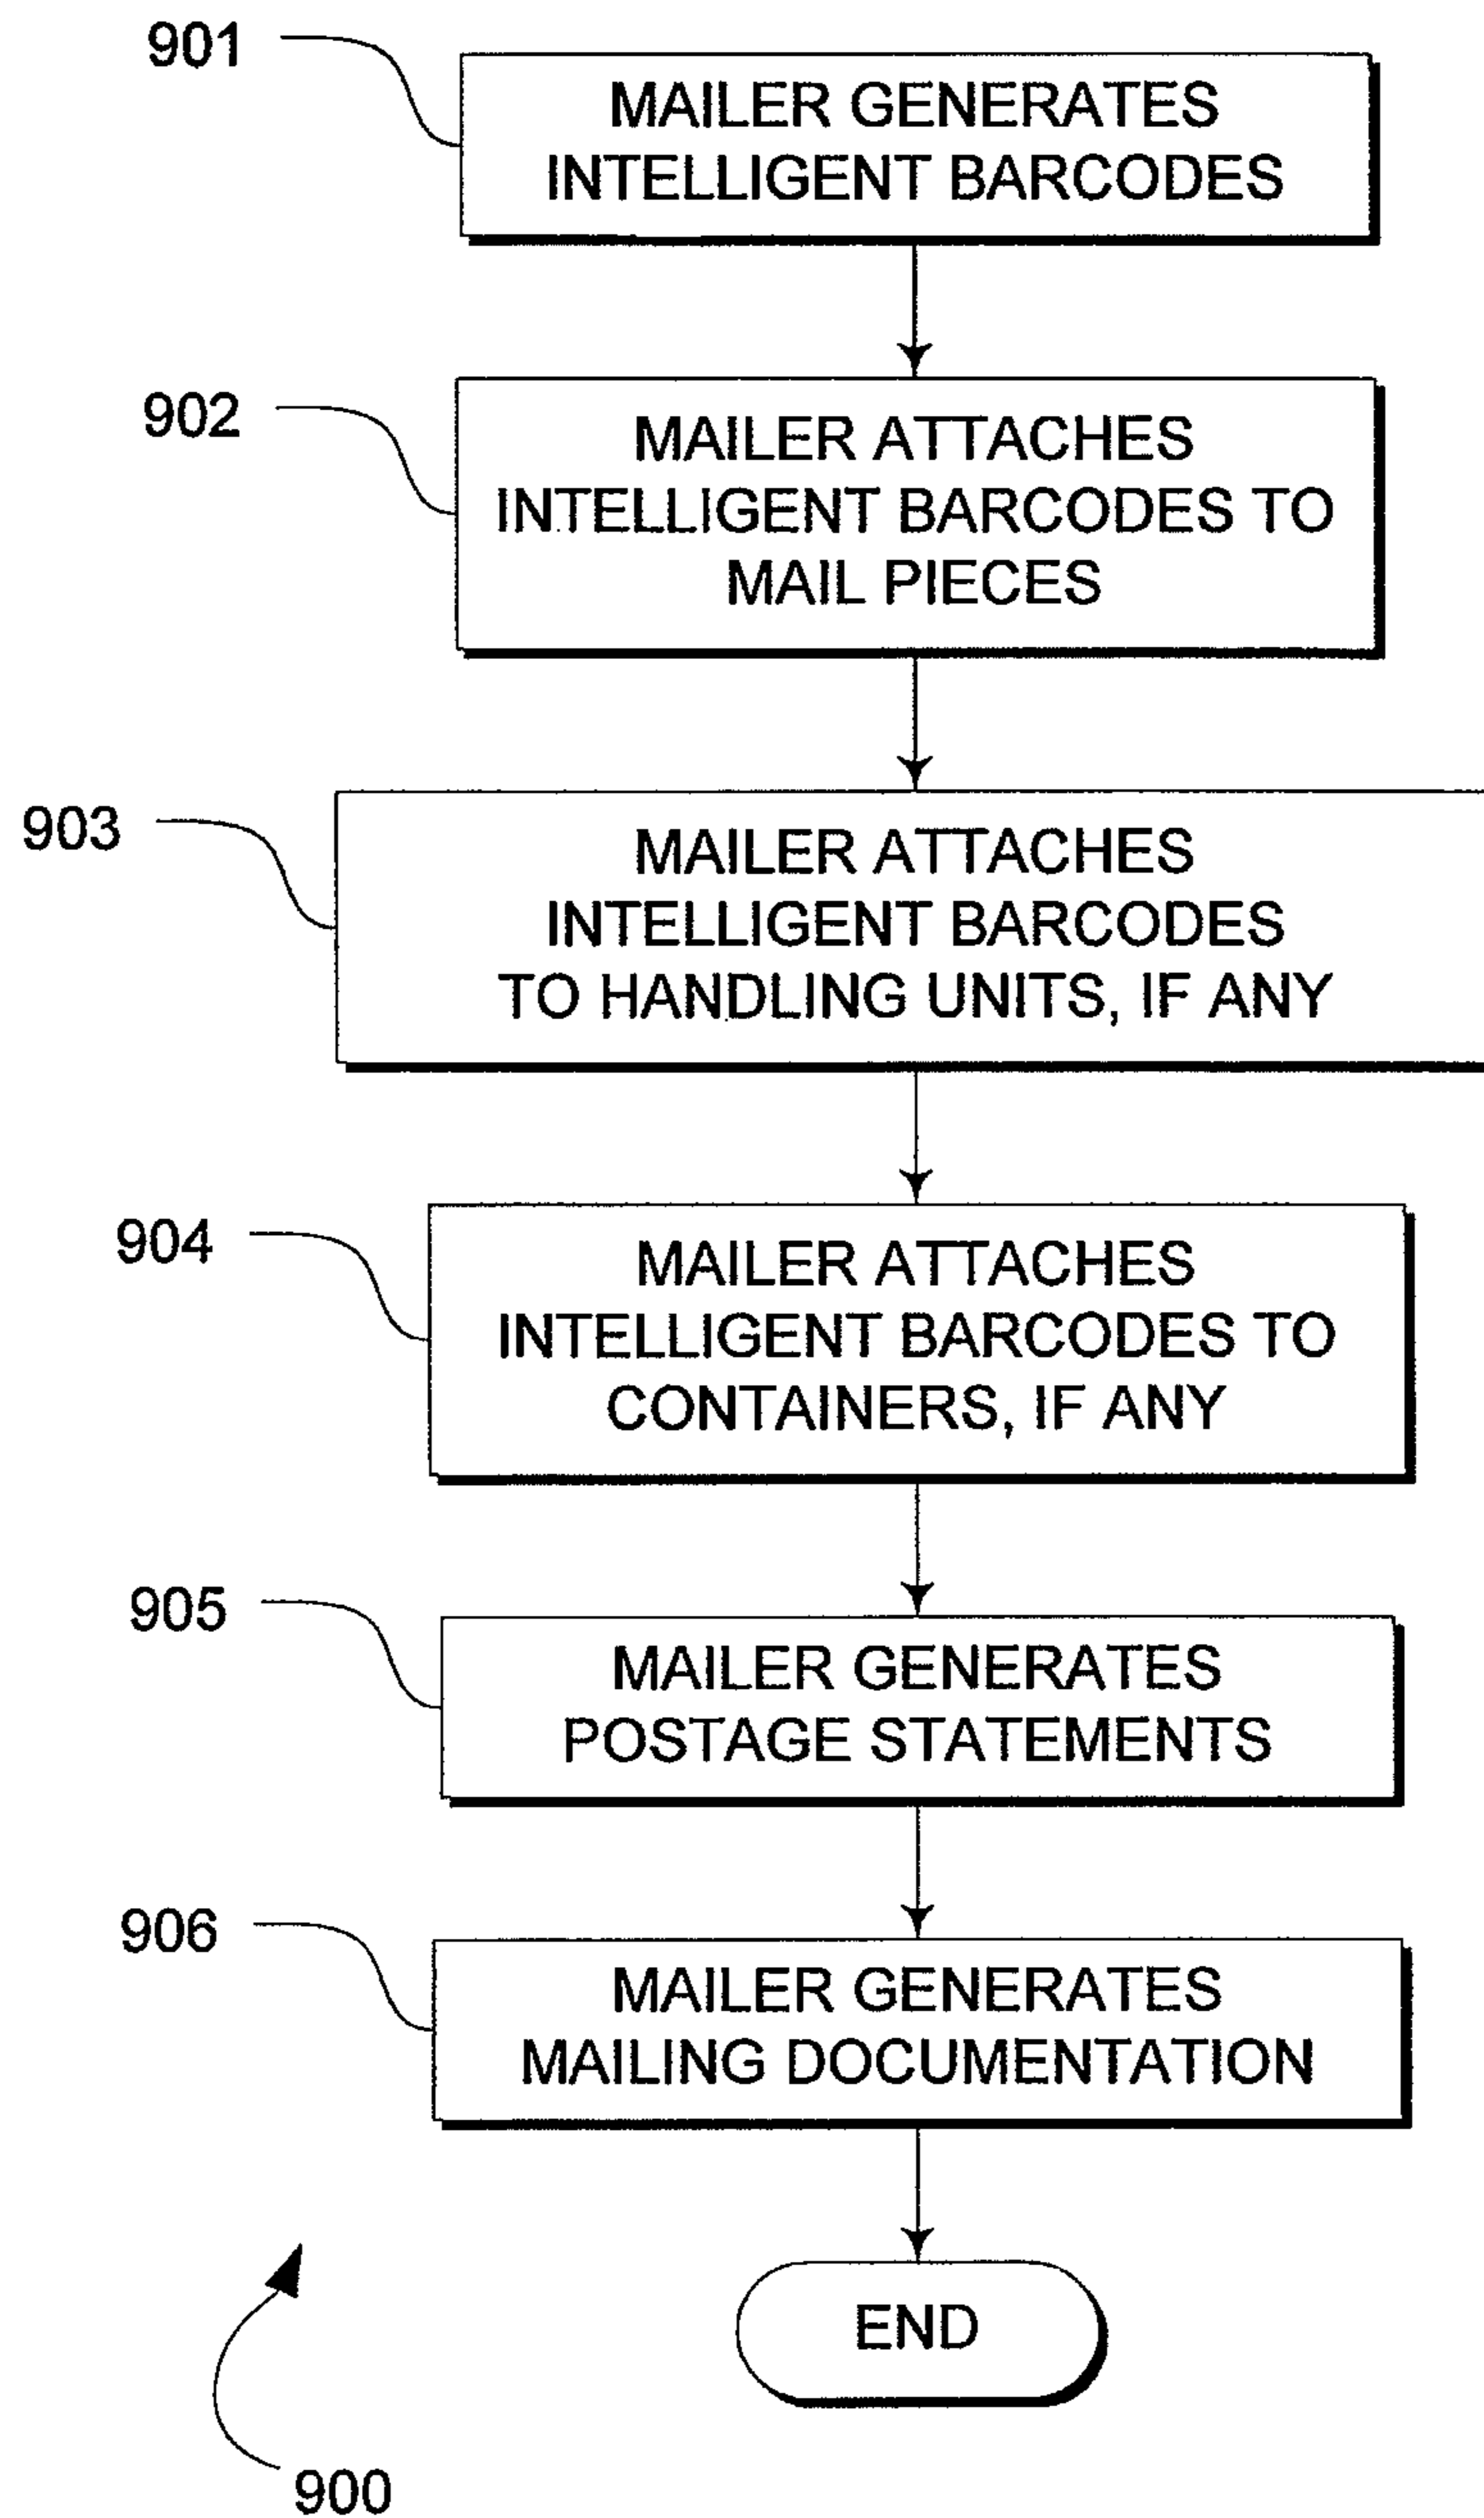 901
MAILER GENERATES
INTELLIGENT BARCODES
902
MAILER ATTACHES
INTELLIGENT BARCODES TO
MAIL PIECES
903
MAILER ATTACHES
INTELLIGENT BARCODES
TO HANDLING UNITS, IF ANY
904
MAILER ATTACHES
INTELLIGENT BARCODES TO
CONTAINERS, IF ANY
905
MAILER GENERATES
POSTAGE STATEMENTS
906
MAILER GENERATES
MAILING DOCUMENTATION
END
900